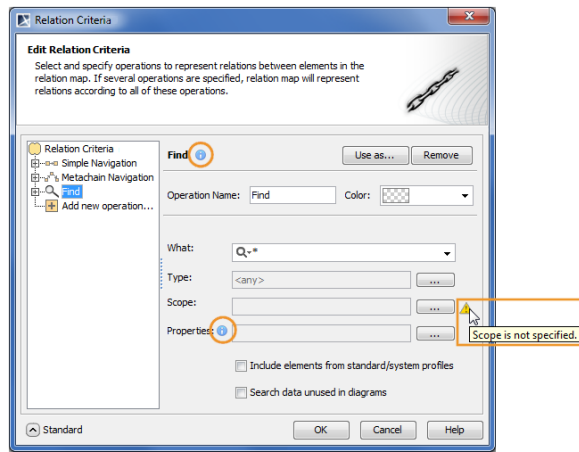 Relation Criteria
Edit Relation Criteria
Select and specify operations to represent relations between elements in the
relation map. If several operations are specified, relation map will represent
relations according to all of these operations.
Relation Criteria
Simple Navigation
Metachain Navigation
Find
Add new operation...
Find
Use as...
Remove
Operation Name:
Find
Color:
What:
*
Type:
<any>
...
Scope:
...
Scope is not specified.
Properties:
...
Include elements from standard/system profiles
Search data unused in diagrams
Standard
OK
Cancel
Help